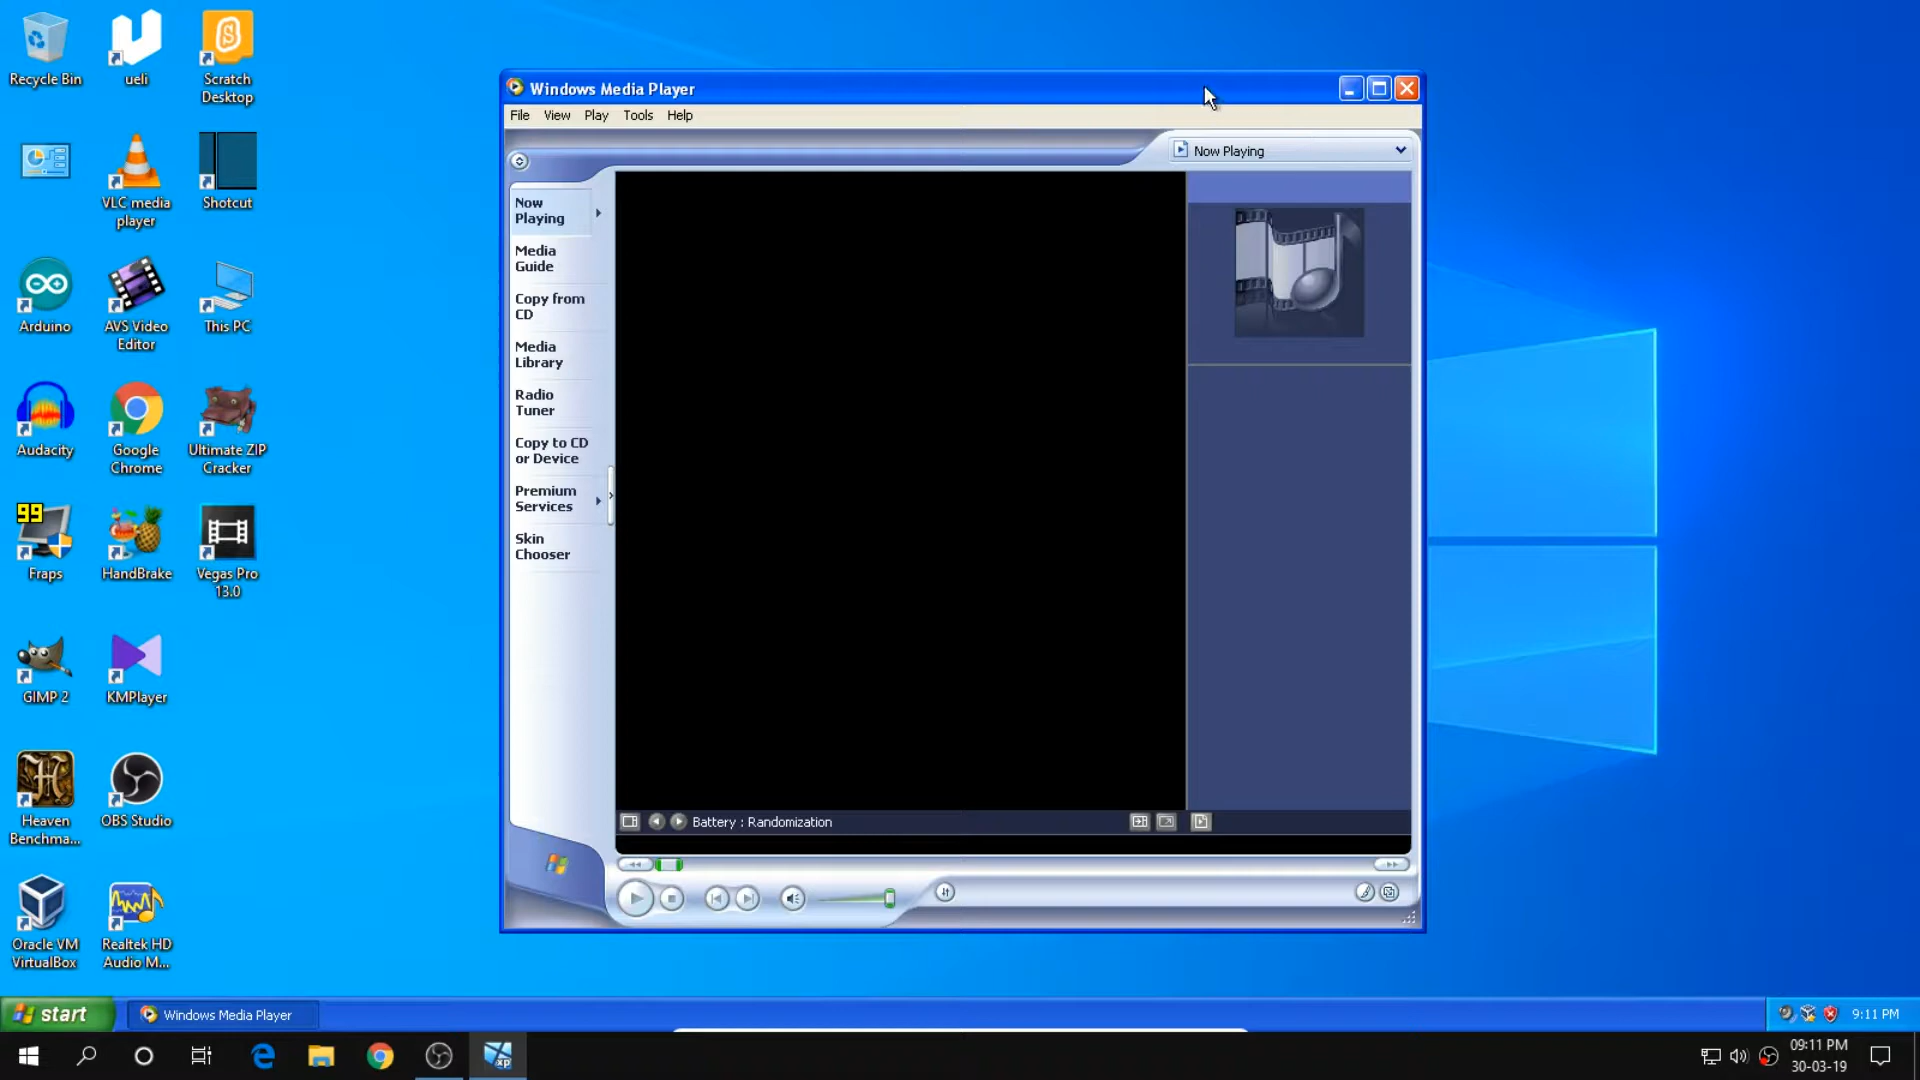 Recycle Bin
ueli
Scratch
Desktop
VLC media
player
Shotcut
Arduino
AVS Video
Editor
This PC
Audacity
Google
Chrome
Ultimate ZIP
Cracker
99
Fraps
HandBrake
Vegas Pro
13.0
GIMP 2
KMPlayer
Heaven
Benchma...
OBS Studio
Oracle VM
VirtualBox
Realtek HD
Audio M...
Windows Media Player
File View Play Tools Help
Now Playing
Now
Playing
Media
Guide
Copy from
CD
Media
Library
Radio
Tuner
Copy to CD
or Device
Premium
Services
Skin
Chooser
Battery : Randomization
start
Windows Media Player
9:11 PM
xp
09:11 PM
30-03-19